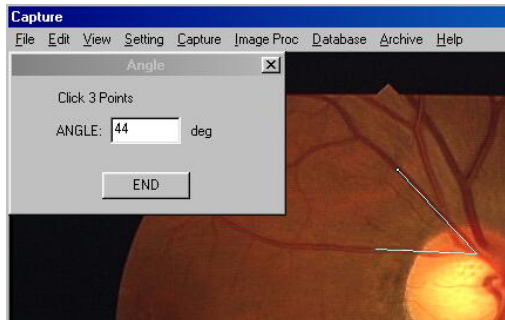 Capture
File Edit View Setting Capture Image Proc Database Archive Help
Angle
Click 3 Points
ANGLE: 44 deg
END